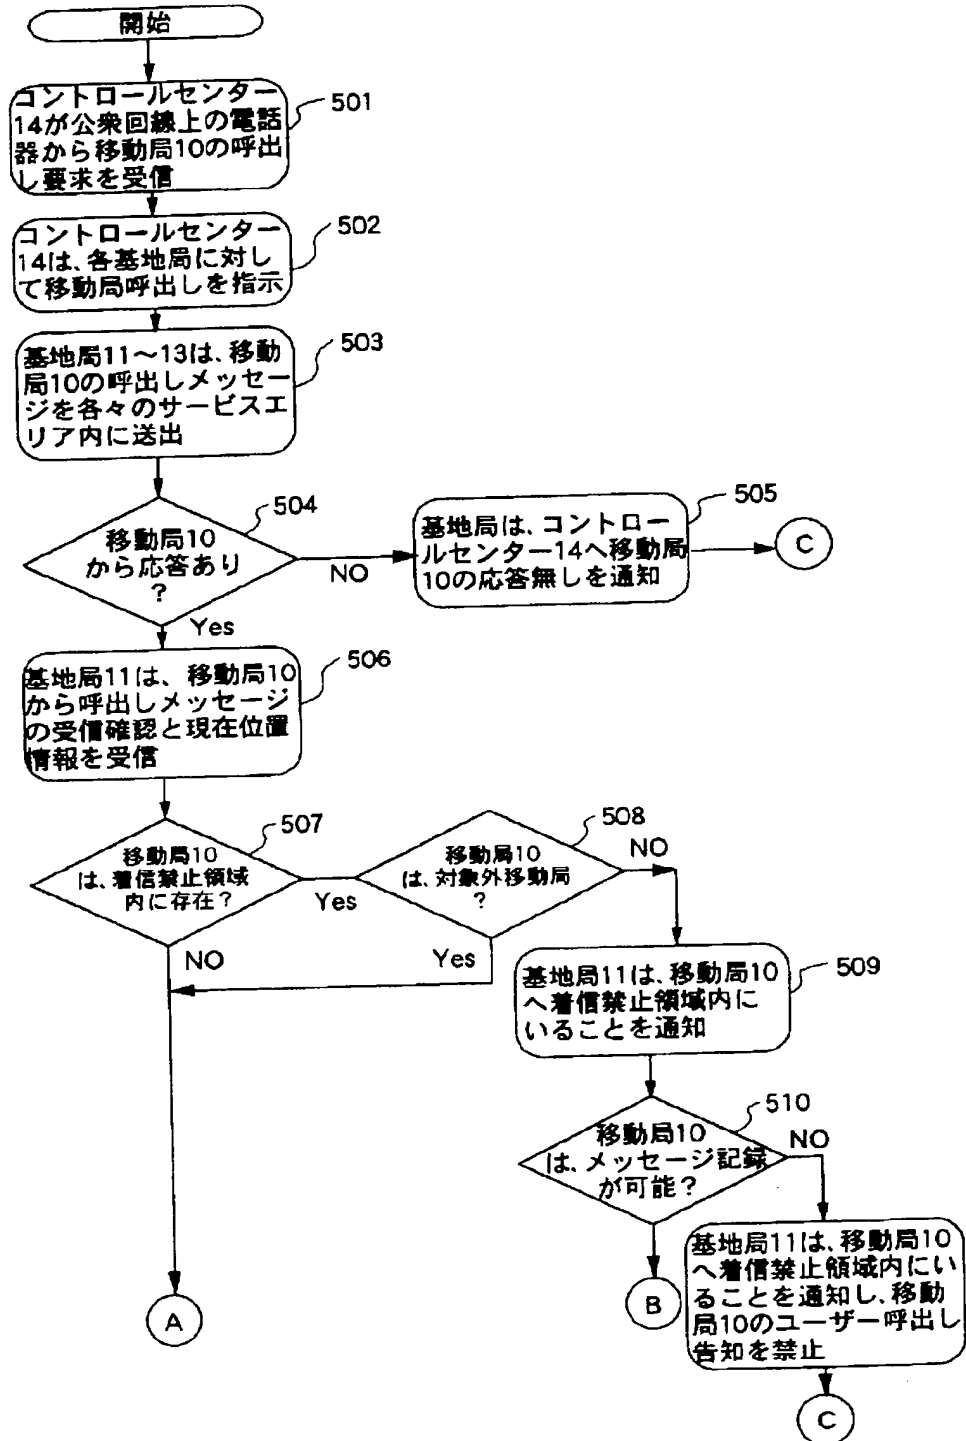 開始
コントロールセンター
14が公衆回線上の電話
器から移動局10の呼出
し要求を受信
501
コントロールセンター
14は、各基地局に対し
て移動局呼出しを指示
502
基地局11〜13は、移動
局10の呼出しメッセー
ジを各々のサービスエ
リア内に送出
503
移動局10
から応答あり
?
504
NO
Yes
基地局は、コントロー
ルセンター14へ移動局
10の応答無しを通知
505
C
基地局11は、移動局10
から呼出しメッセージ
の受信確認と現在位置
情報を受信
506
移動局10
は、着信禁止領域
内に存在?
507
Yes
NO
移動局10
は、対象外移動局
?
508
NO
Yes
基地局11は、移動局10
へ着信禁止領域内に
いることを通知
509
移動局10
は、メッセージ記録
が可能?
510
NO
基地局11は、移動局10
へ着信禁止領域内にい
ることを通知し、移動
局10のユーザー呼出し
告知を禁止
A
B
C